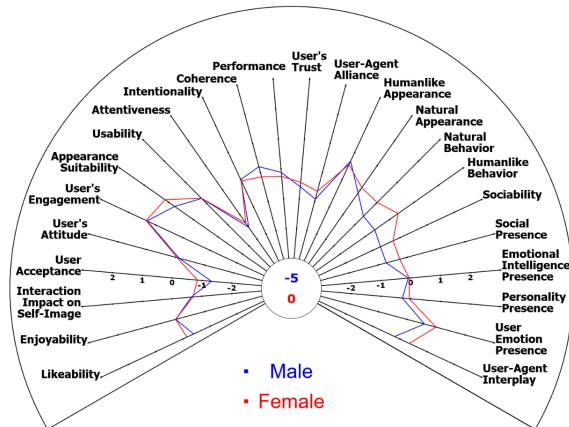 User's
Trust
Performance
User-Agent
Alliance
Coherence
Humanlike
Appearance
Intentionality
Attentiveness
Natural
Appearance
Usability
Natural
Behavior
Appearance
Suitability
Humanlike
Behavior
User's
Engagement
Sociability
User's
Attitude
Social
Presence
User
Acceptance
2 1 0 -1 -2
-2 -1 0 1 2
Emotional
Intelligence
Presence
-5
0
Interaction
Impact on
Self-Image
Personality
Presence
Enjoyability
User
Emotion
Presence
Likeability
User-Agent
Interplay
Male
Female